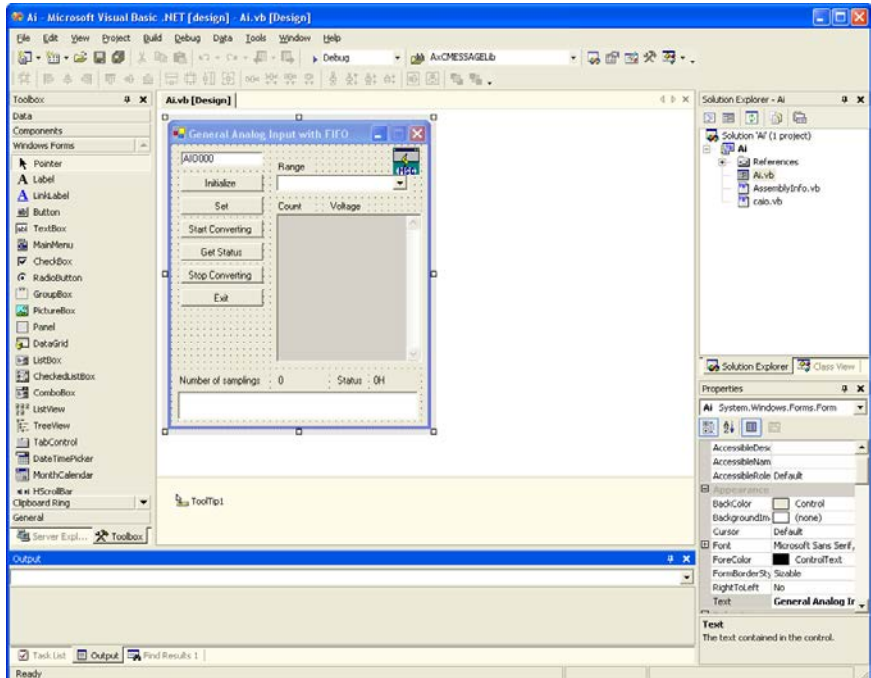 Ai - Microsoft Visual Basic .NET [design] - Ai.vb [Design]
File Edit View Project Build Debug Data Tools Window Help
Debug AxCMESSAGELib
Toolbox
Data
Components
Windows Forms
Pointer
Label
LinkLabel
Button
TextBox
MainMenu
CheckBox
RadioButton
GroupBox
PictureBox
Panel
DataGrid
ListBox
CheckedListBox
ComboBox
ListView
TreeView
TabControl
DateTimePicker
MonthCalendar
HScrollBar
Clipboard Ring
General
Server Expl... Toolbox
Ai.vb [Design]
General Analog Input with FIFO
AIO000
Range
Initialize
Set
Count Voltage
Start Converting
Get Status
Stop Converting
Exit
Number of samplings 0 Status 0H
ToolTip1
Solution Explorer - Ai
Solution 'Ai' (1 project)
Ai
References
Ai.vb
AssemblyInfo.vb
caio.vb
Solution Explorer Class View
Properties
Ai System.Windows.Forms.Form
AccessibleDesc
AccessibleNam
AccessibleRole Default
Appearance
BackColor Control
BackgroundIm (none)
Cursor Default
Font Microsoft Sans Serif,
ForeColor ControlText
FormBorderSty Sizable
RightToLeft No
Text General Analog Ir
Text
The text contained in the control.
Output
Task List Output Find Results 1
Ready